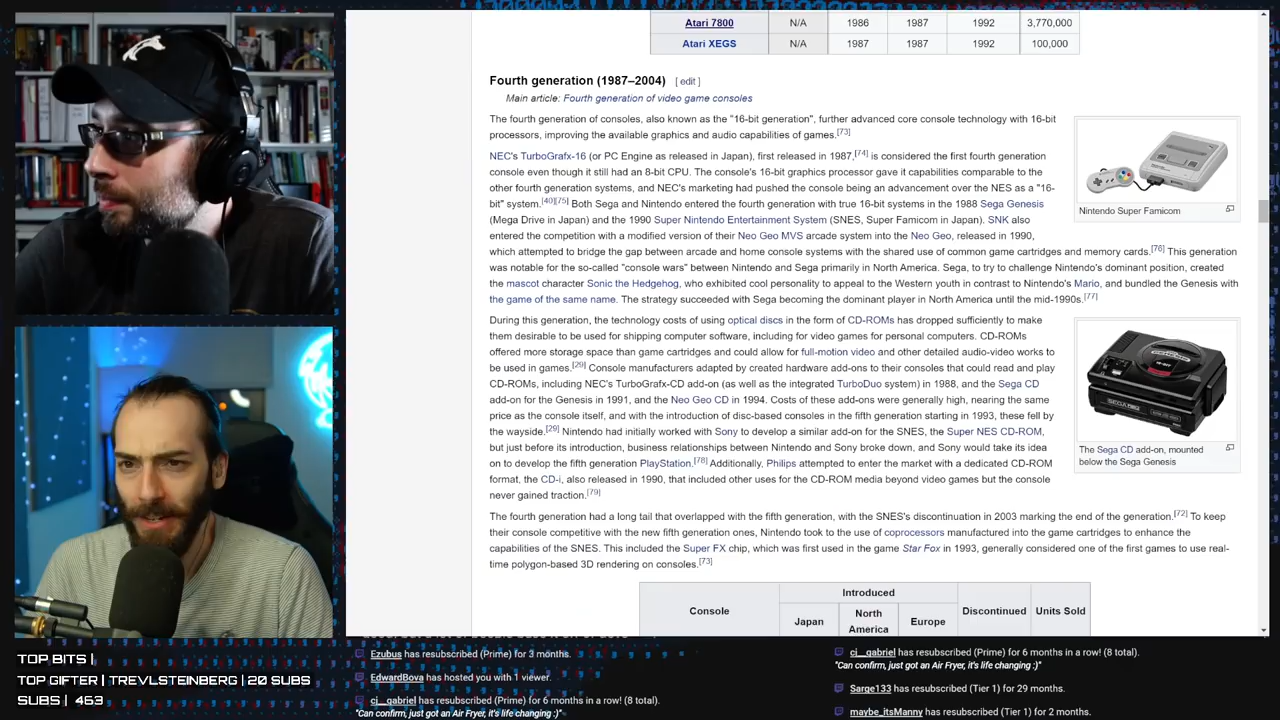 Atari 7800 N/A 1986 1987 1992 3,770,000
Atari XEGS N/A 1987 1987 1992 100,000
Fourth generation (1987–2004) [ edit ]
Main article: Fourth generation of video game consoles
The fourth generation of consoles, also known as the "16-bit generation", further advanced core console technology with 16-bit
processors, improving the available graphics and audio capabilities of games.[73]
NEC's TurboGrafx-16 (or PC Engine as released in Japan), first released in 1987,[74] is considered the first fourth generation
console even though it still had an 8-bit CPU. The console's 16-bit graphics processor gave it capabilities comparable to the
other fourth generation systems, and NEC's marketing had pushed the console being an advancement over the NES as a "16-
bit" system.[40][75] Both Sega and Nintendo entered the fourth generation with true 16-bit systems in the 1988 Sega Genesis
(Mega Drive in Japan) and the 1990 Super Nintendo Entertainment System (SNES, Super Famicom in Japan). SNK also
entered the competition with a modified version of their Neo Geo MVS arcade system into the Neo Geo, released in 1990,
which attempted to bridge the gap between arcade and home console systems with the shared use of common game cartridges and memory cards.[76] This generation
was notable for the so-called "console wars" between Nintendo and Sega primarily in North America. Sega, to try to challenge Nintendo's dominant position, created
the mascot character Sonic the Hedgehog, who exhibited cool personality to appeal to the Western youth in contrast to Nintendo's Mario, and bundled the Genesis with
the game of the same name. The strategy succeeded with Sega becoming the dominant player in North America until the mid-1990s.[77]
Nintendo Super Famicom
During this generation, the technology costs of using optical discs in the form of CD-ROMs has dropped sufficiently to make
them desirable to be used for shipping computer software, including for video games for personal computers. CD-ROMs
offered more storage space than game cartridges and could allow for full-motion video and other detailed audio-video works to
be used in games.[29] Console manufacturers adapted by created hardware add-ons to their consoles that could read and play
CD-ROMs, including NEC's TurboGrafx-CD add-on (as well as the integrated TurboDuo system) in 1988, and the Sega CD
add-on for the Genesis in 1991, and the Neo Geo CD in 1994. Costs of these add-ons were generally high, nearing the same
price as the console itself, and with the introduction of disc-based consoles in the fifth generation starting in 1993, these fell by
the wayside.[29] Nintendo had initially worked with Sony to develop a similar add-on for the SNES, the Super NES CD-ROM,
but just before its introduction, business relationships between Nintendo and Sony broke down, and Sony would take its idea
on to develop the fifth generation PlayStation.[78] Additionally, Philips attempted to enter the market with a dedicated CD-ROM
format, the CD-i, also released in 1990, that included other uses for the CD-ROM media beyond video games but the console
never gained traction.[79]
The Sega CD add-on, mounted
below the Sega Genesis
The fourth generation had a long tail that overlapped with the fifth generation, with the SNES's discontinuation in 2003 marking the end of the generation.[72] To keep
their console competitive with the new fifth generation ones, Nintendo took to the use of coprocessors manufactured into the game cartridges to enhance the
capabilities of the SNES. This included the Super FX chip, which was first used in the game Star Fox in 1993, generally considered one of the first games to use real-
time polygon-based 3D rendering on consoles.[73]
Introduced
Console Discontinued Units Sold
Japan North America Europe
TOP BITS |
TOP GIFTER | TREVLSTEINBERG | 20 SUBS
SUBS | 463
Ezubus has resubscribed (Prime) for 3 months.
EdwardBova has hosted you with 1 viewer.
cj__gabriel has resubscribed (Prime) for 6 months in a row! (8 total).
"Can confirm, just got an Air Fryer, it's life changing :)"
cj__gabriel has resubscribed (Prime) for 6 months in a row! (8 total).
"Can confirm, just got an Air Fryer, it's life changing :)"
Sarge133 has resubscribed (Tier 1) for 29 months.
maybe_itsManny has resubscribed (Tier 1) for 2 months.